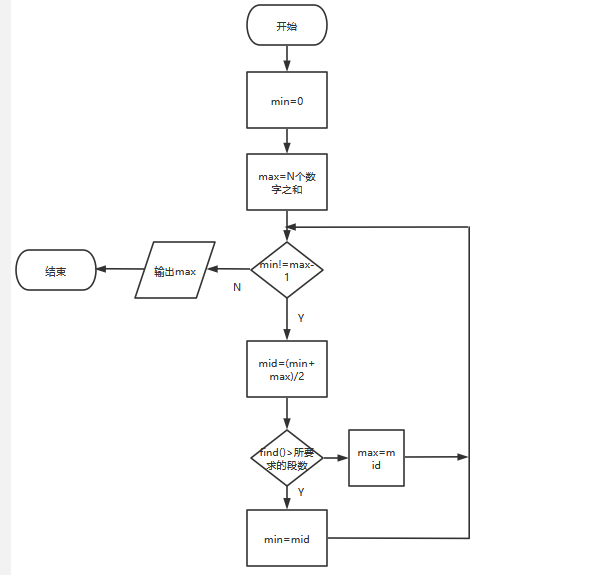 开始
min=0
max=N个数
字之和
min!=max-
1
结束
输出max
N
Y
mid=(min+
max)/2
find()>所要
求的段数
max=m
id
Y
min=mid